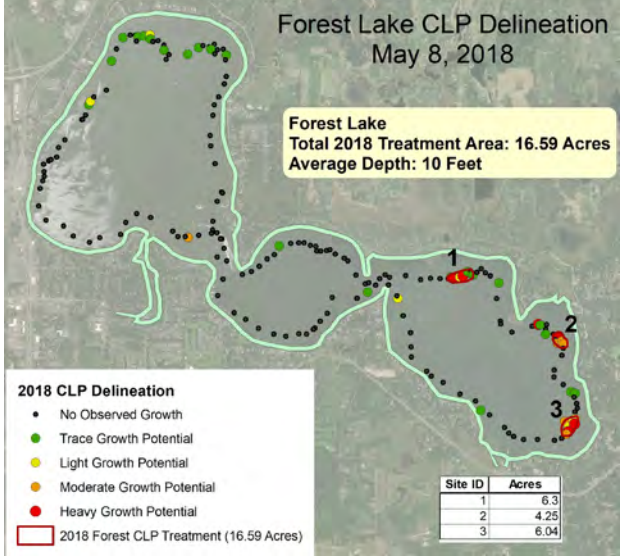 Forest Lake CLP Delineation
May 8, 2018
Forest Lake
Total 2018 Treatment Area: 16.59 Acres
Average Depth: 10 Feet
1
2
3
2018 CLP Delineation
No Observed Growth
Trace Growth Potential
Light Growth Potential
Moderate Growth Potential
Heavy Growth Potential
2018 Forest CLP Treatment (16.59 Acres)
Site ID Acres
1 6.3
2 4.25
3 6.04